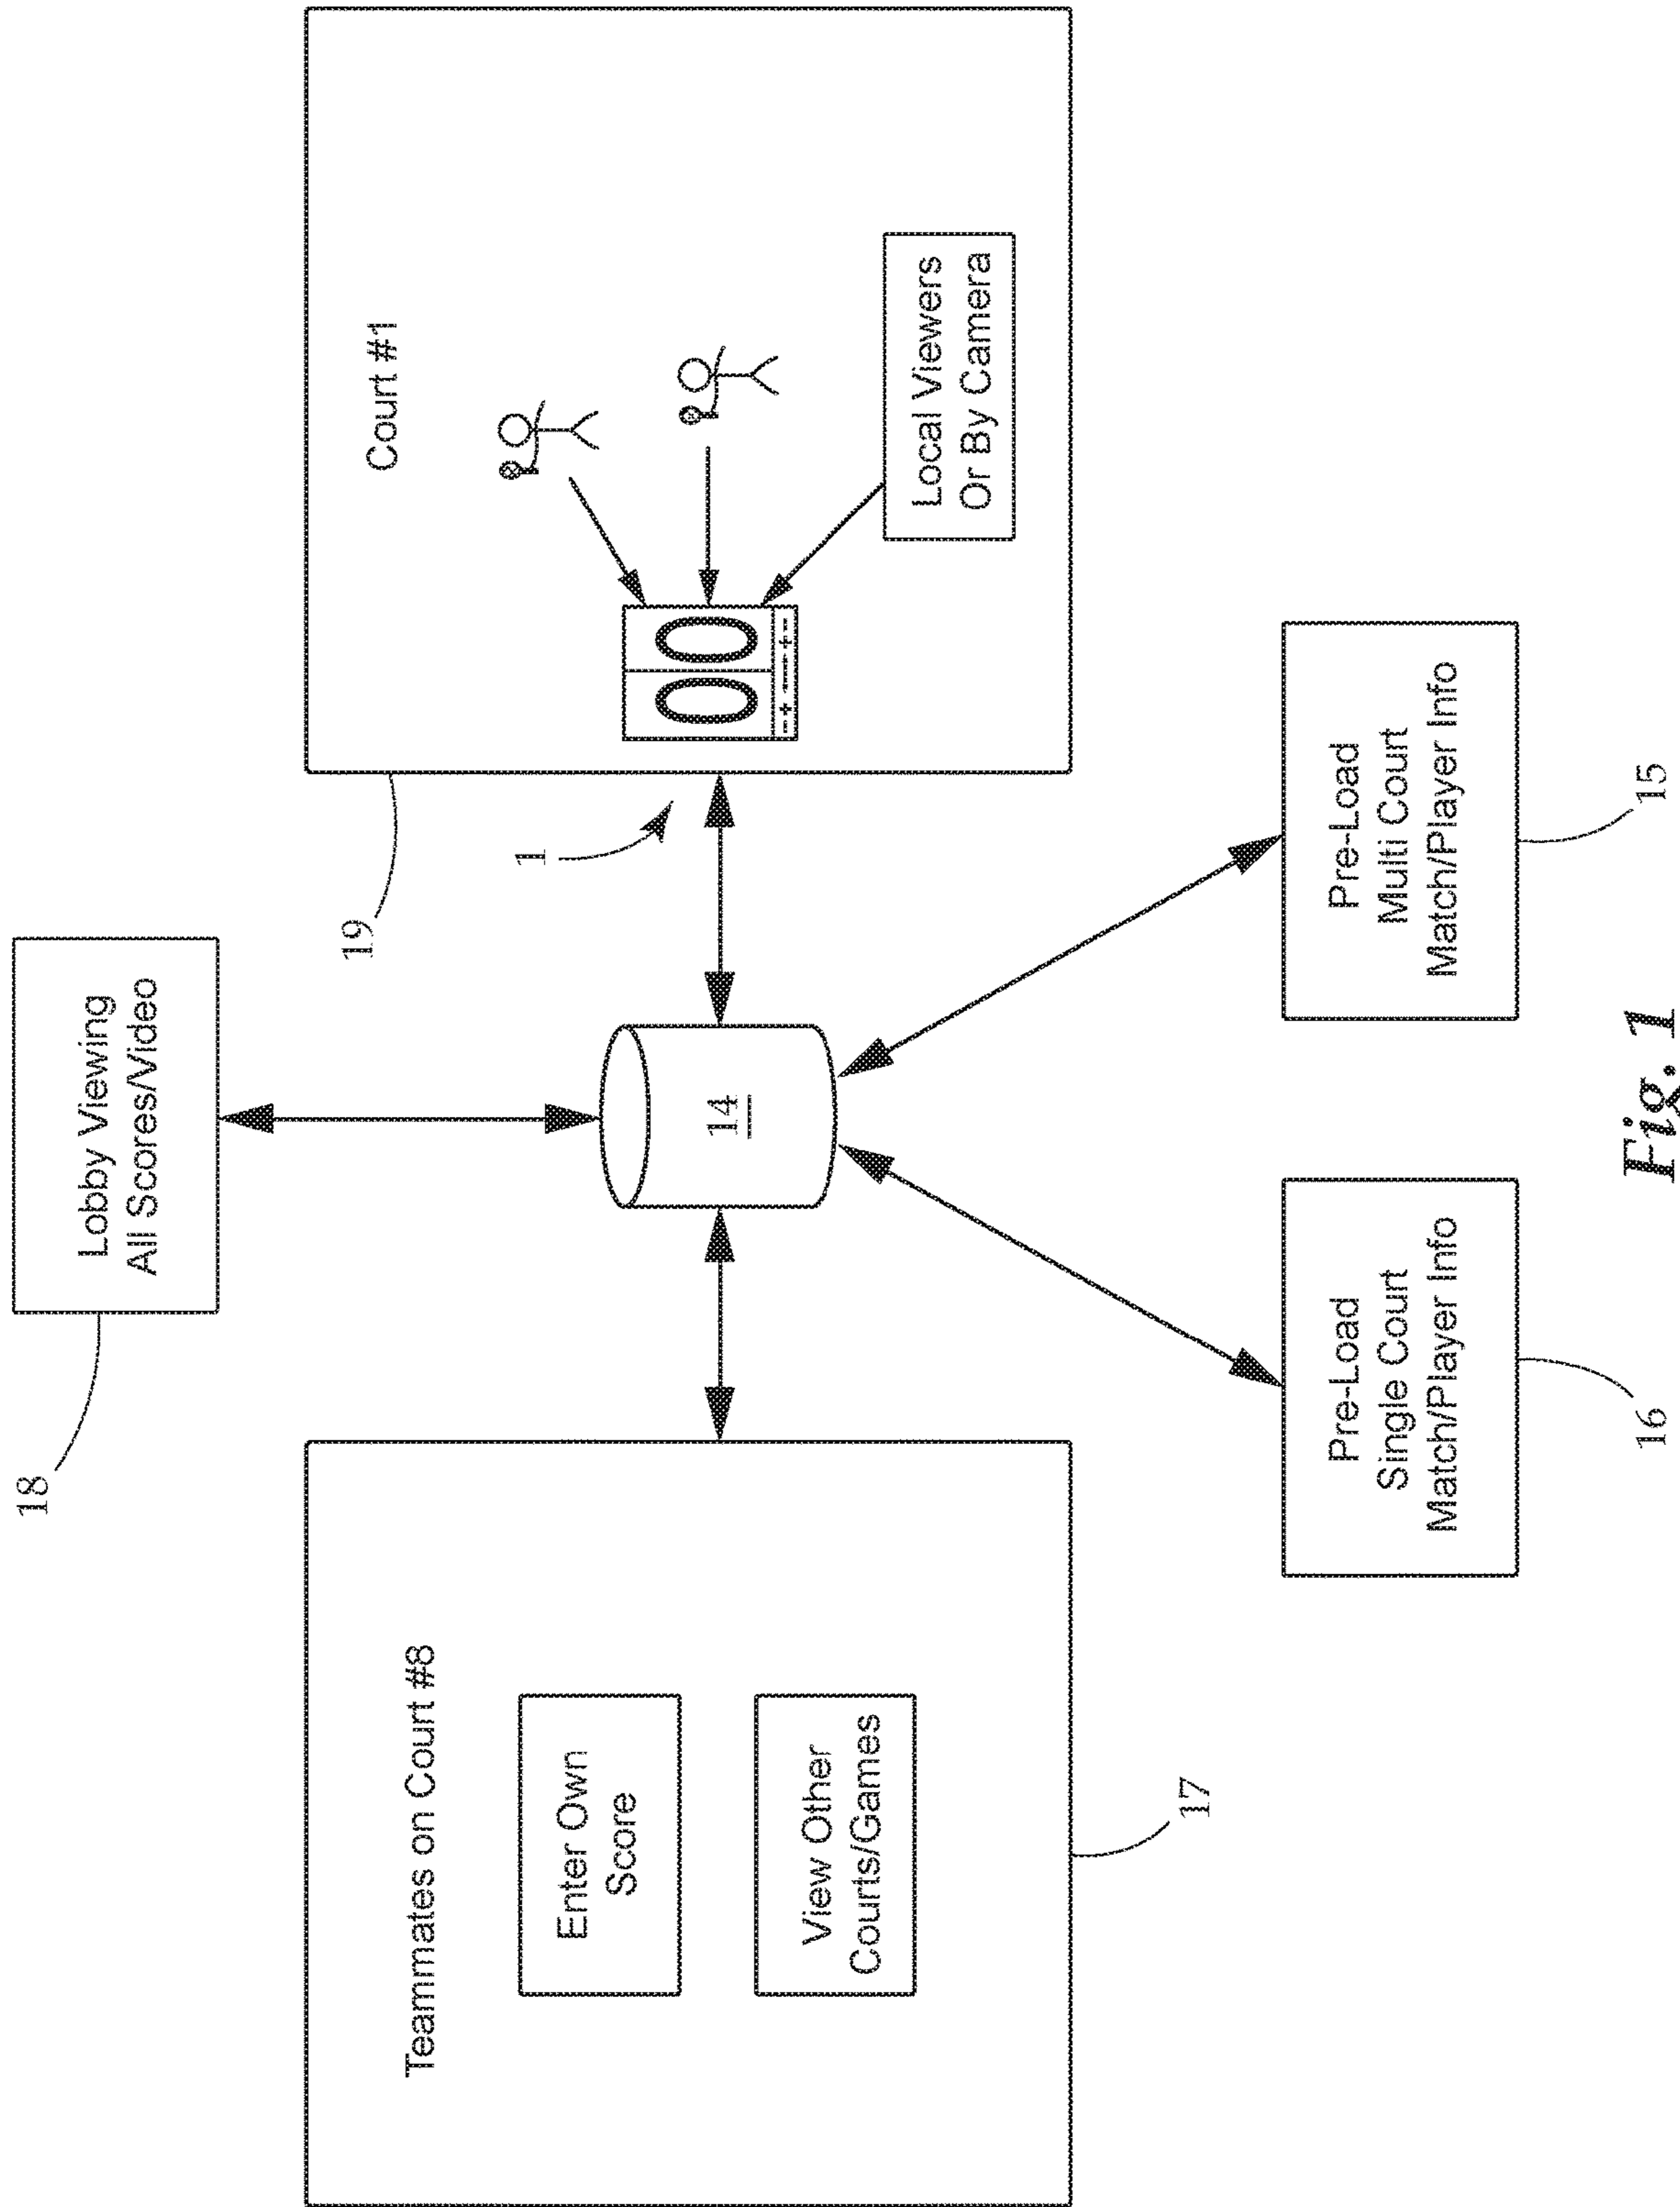 18
Lobby Viewing
All Scores/Video
Teammates on Court #8
Enter Own
Score
View Other
Courts/Games
17
14
19
1
Court #1
00
- + ⟷ + -
Local Viewers
Or By Camera
Pre-Load
Single Court
Match/Player Info
16
Pre-Load
Multi Court
Match/Player Info
15
Fig. 1